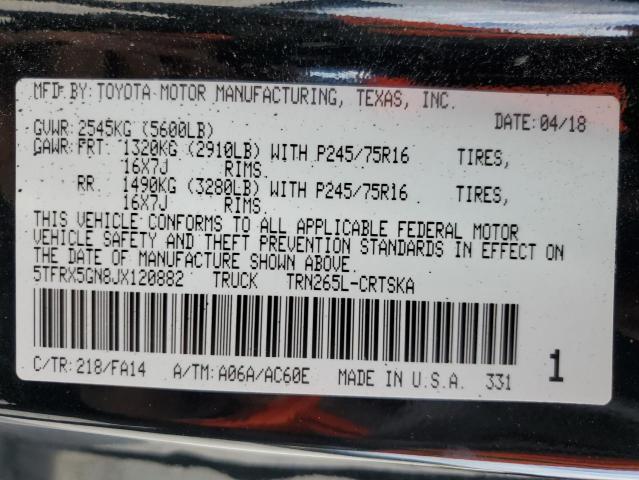 MFD BY: TOYOTA MOTOR MANUFACTURING, TEXAS, INC.
DATE: 04/18
GVWR: 2545KG (5600LB)
GAWR: FRT 1320KG (2910LB) WITH P245/75R16 TIRES,
16X7J RIMS.
RR 1490KG (3280LB) WITH P245/75R16 TIRES,
16X7J RIMS.
THIS VEHICLE CONFORMS TO ALL APPLICABLE FEDERAL MOTOR
VEHICLE SAFETY AND THEFT PREVENTION STANDARDS IN EFFECT ON
THE DATE OF MANUFACTURE SHOWN ABOVE.
5TFRX5GN8JX120882 TRUCK TRN265L-CRTSKA
C/TR: 218/FA14 A/TM: A06A/AC60E MADE IN U.S.A. 331 1